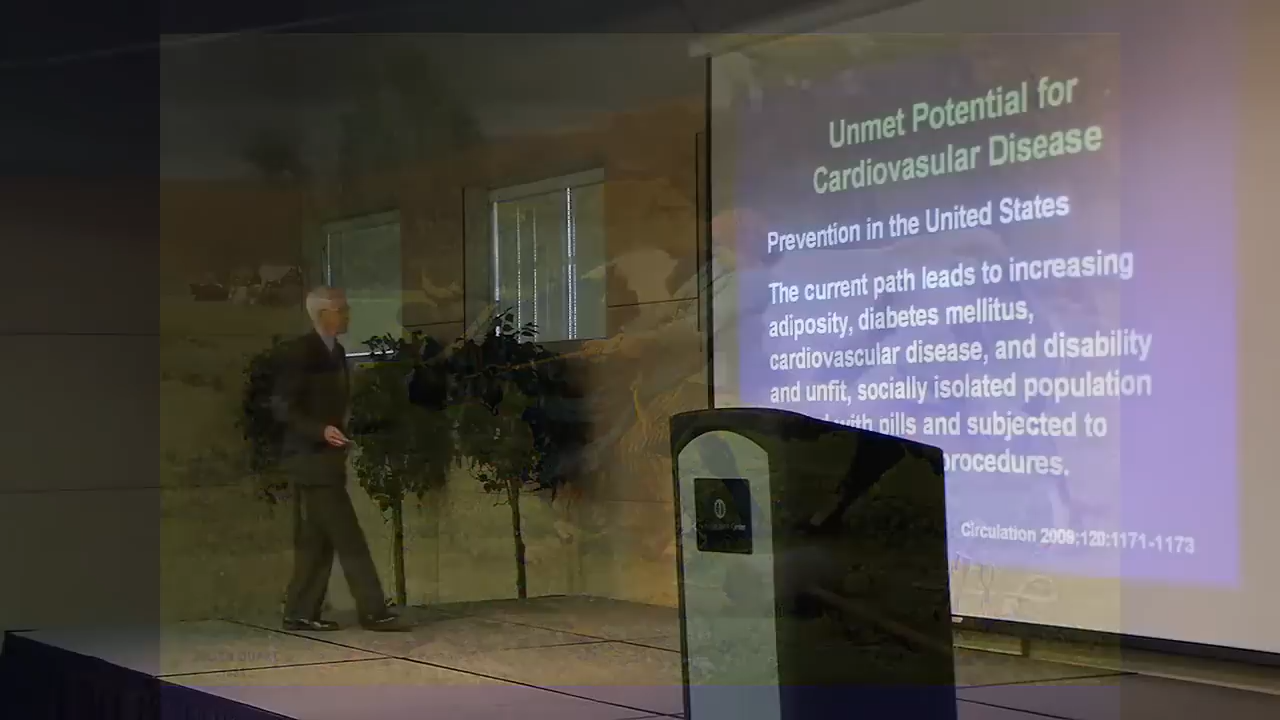 Unmet Potential for
Cardiovasular Disease
Prevention in the United States
The current path leads to increasing
adiposity, diabetes mellitus,
cardiovascular disease, and disability
and unfit, socially isolated population
with pills and subjected to
procedures.
Circulation 2009;120:1171-1173